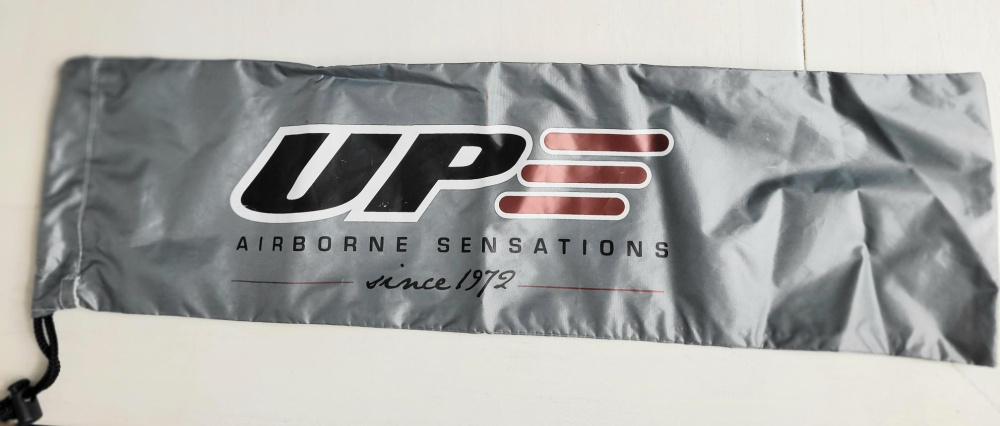 UP
AIRBORNE SENSATIONS
since 1972